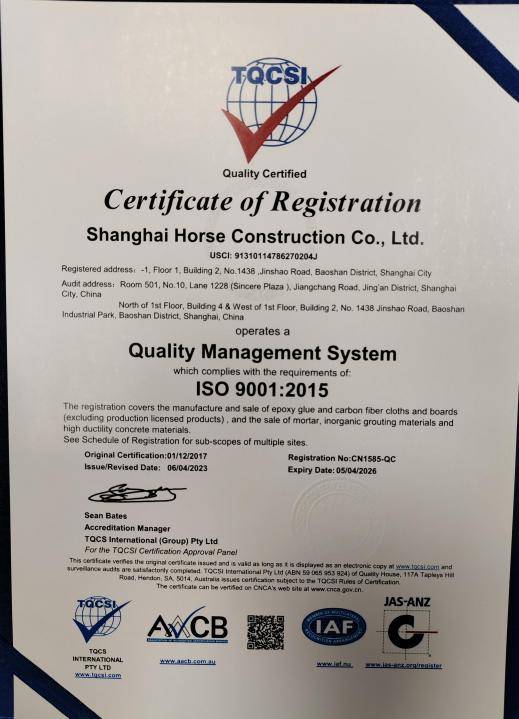 TQCSI
Quality Certified
Certificate of Registration
Shanghai Horse Construction Co., Ltd.
USCI: 91310114786270204J
Registered address: -1, Floor 1, Building 2, No.1438 ,Jinshao Road, Baoshan District, Shanghai City
Audit address: Room 501, No.10, Lane 1228 (Sincere Plaza ), Jiangchang Road, Jing'an District, Shanghai
City, China
North of 1st Floor, Building 4 & West of 1st Floor, Building 2, No. 1438 Jinshao Road, Baoshan
Industrial Park, Baoshan District, Shanghai, China
operates a
Quality Management System
which complies with the requirements of:
ISO 9001:2015
The registration covers the manufacture and sale of epoxy glue and carbon fiber cloths and boards
(excluding production licensed products) , and the sale of mortar, inorganic grouting materials and
high ductility concrete materials.
See Schedule of Registration for sub-scopes of multiple sites.
Original Certification:01/12/2017 Registration No:CN1585-QC
Issue/Revised Date: 06/04/2023 Expiry Date: 05/04/2026
Sean Bates
Accreditation Manager
TQCS International (Group) Pty Ltd
For the TQCSI Certification Approval Panel
This certificate verifies the original certificate issued and is valid as long as it is displayed as an electronic copy at www.tqcsi.com and
surveillance audits are satisfactorily completed. TQCSI International Pty Ltd (ABN 59 065 953 924) of Quality House, 117A Tapleys Hill
Road, Hendon, SA, 5014, Australia issues certification subject to the TQCSI Rules of Certification.
The certificate can be verified on CNCA's web site at www.cnca.gov.cn.
TQCSI
TQCS
INTERNATIONAL
PTY LTD
www.tqcsi.com
AACB
www.aacb.com.au
IAF
www.iaf.nu
JAS-ANZ
C
www.jas-anz.org/register